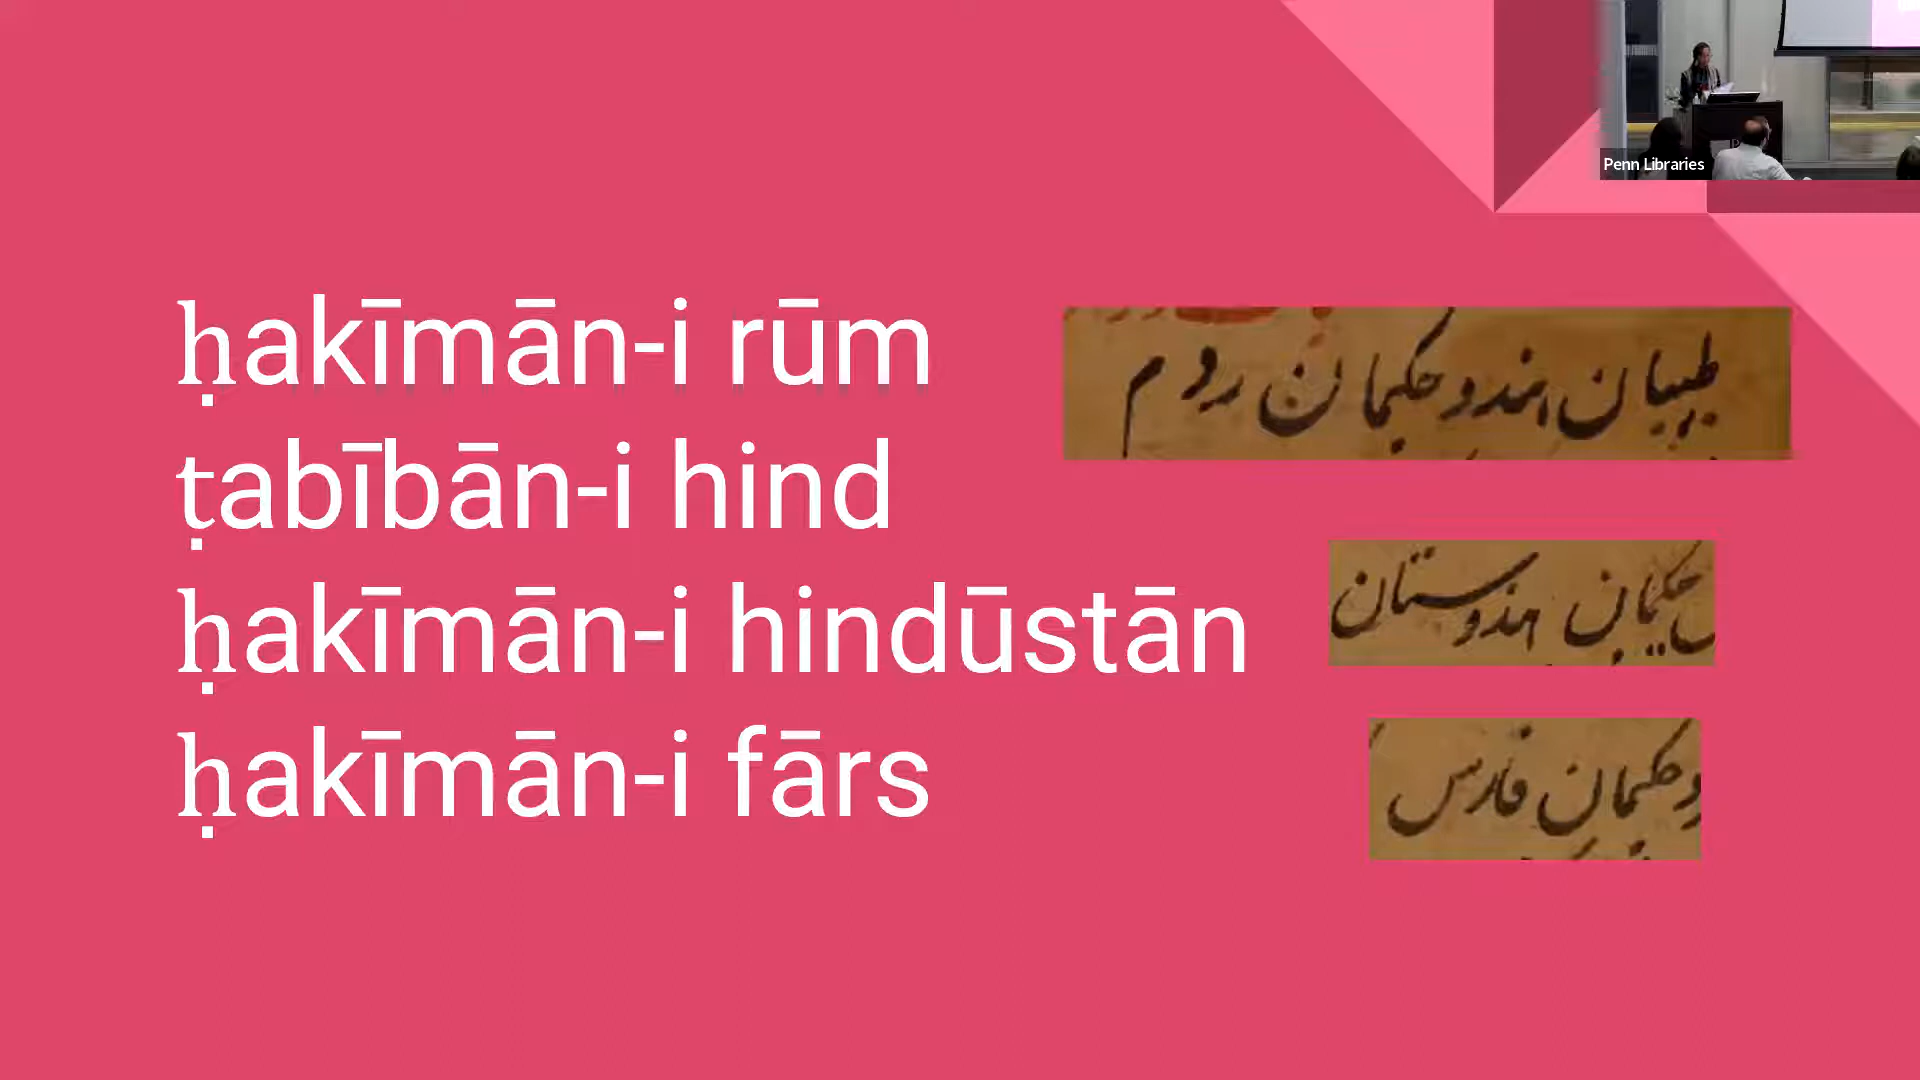 Penn Libraries
ḥakīmān-i rūm
ṭabībān-i hind
ḥakīmān-i hindūstān
ḥakīmān-i fārs
طبیبان هند و حکیمان روم
حکیمان هندوستان
و حکیمان فارس